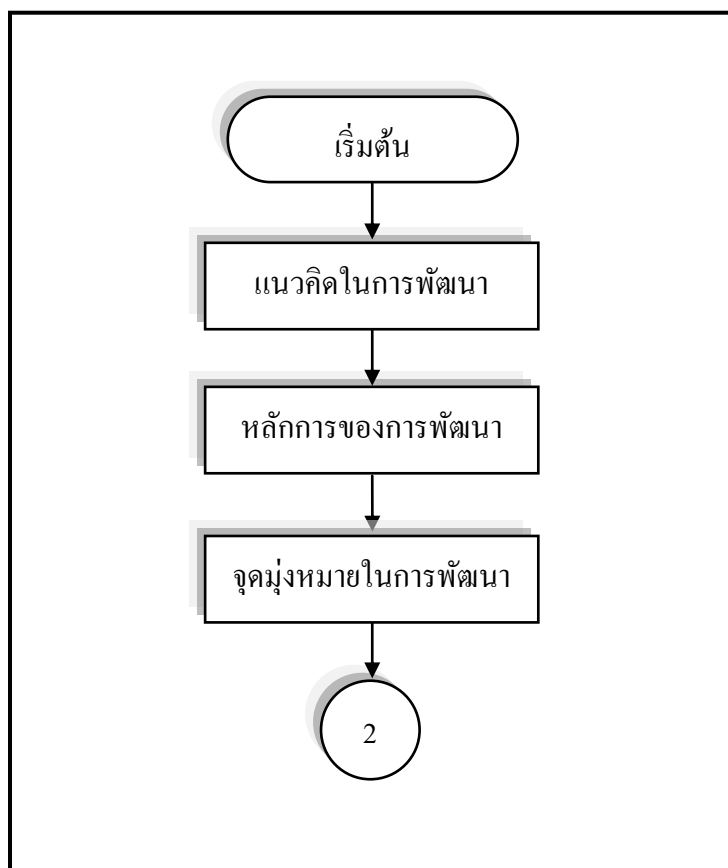 เริ่มต้น
แนวคิดในการพัฒนา
หลักการของการพัฒนา
จุดมุ่งหมายในการพัฒนา
2